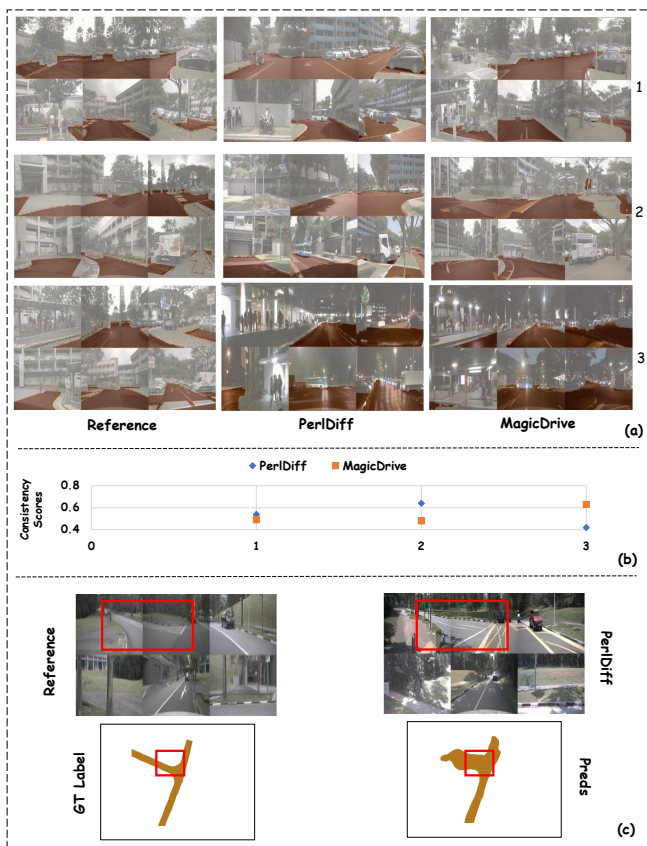 1
2
3
Reference PerlDiff MagicDrive
(a)
PerlDiff MagicDrive
Consistency
Scores
0.8
0.6
0.4
0 1 2 3
(b)
Reference
PerlDiff
GT Label
Preds
(c)